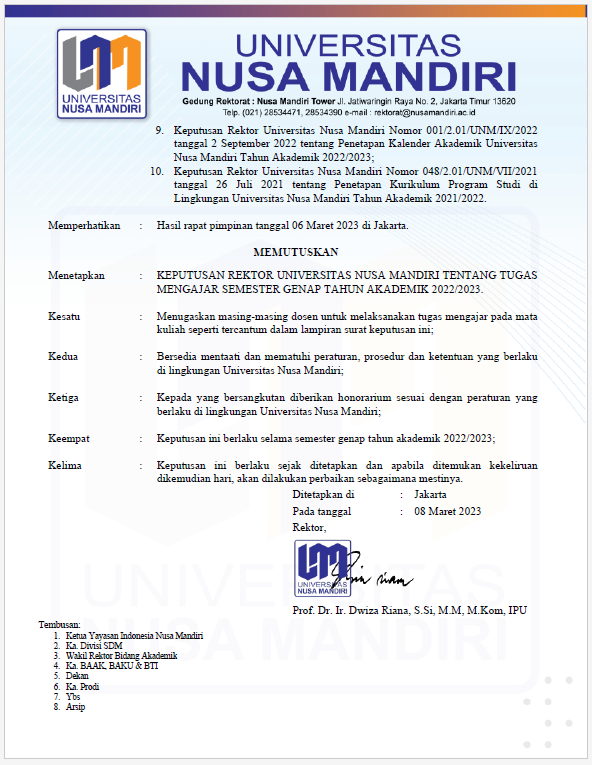 UNIVERSITAS
NUSA MANDIRI
UNIVERSITAS
NUSA MANDIRI
Gedung Rektorat : Nusa Mandiri Tower Jl. Jatiwaringin Raya No. 2, Jakarta Timur 13620
Telp. (021) 28534471, 28534390 e-mail : rektorat@nusamandiri.ac.id
9. Keputusan Rektor Universitas Nusa Mandiri Nomor 001/2.01/UNM/IX/2022
tanggal 2 September 2022 tentang Penetapan Kalender Akademik Universitas
Nusa Mandiri Tahun Akademik 2022/2023;
10. Keputusan Rektor Universitas Nusa Mandiri Nomor 048/2.01/UNM/VII/2021
tanggal 26 Juli 2021 tentang Penetapan Kurikulum Program Studi di
Lingkungan Universitas Nusa Mandiri Tahun Akademik 2021/2022.
Memperhatikan : Hasil rapat pimpinan tanggal 06 Maret 2023 di Jakarta.
MEMUTUSKAN
Menetapkan : KEPUTUSAN REKTOR UNIVERSITAS NUSA MANDIRI TENTANG TUGAS
MENGAJAR SEMESTER GENAP TAHUN AKADEMIK 2022/2023.
Kesatu : Menugaskan masing-masing dosen untuk melaksanakan tugas mengajar pada mata
kuliah seperti tercantum dalam lampiran surat keputusan ini;
Kedua : Bersedia mentaati dan mematuhi peraturan, prosedur dan ketentuan yang berlaku
di lingkungan Universitas Nusa Mandiri;
Ketiga : Kepada yang bersangkutan diberikan honorarium sesuai dengan peraturan yang
berlaku di lingkungan Universitas Nusa Mandiri;
Keempat : Keputusan ini berlaku selama semester genap tahun akademik 2022/2023;
Kelima : Keputusan ini berlaku sejak ditetapkan dan apabila ditemukan kekeliruan
dikemudian hari, akan dilakukan perbaikan sebagaimana mestinya.
Ditetapkan di : Jakarta
Pada tanggal : 08 Maret 2023
Rektor,
UNIVERSITAS
NUSA MANDIRI
Prof. Dr. Ir. Dwiza Riana, S.Si, M.M, M.Kom, IPU
UNIVERSITAS
NUSA MANDIRI
Tembusan:
1. Ketua Yayasan Indonesia Nusa Mandiri
2. Ka. Divisi SDM
3. Wakil Rektor Bidang Akademik
4. Ka. BAAK, BAKU & BTI
5. Dekan
6. Ka. Prodi
7. Ybs
8. Arsip